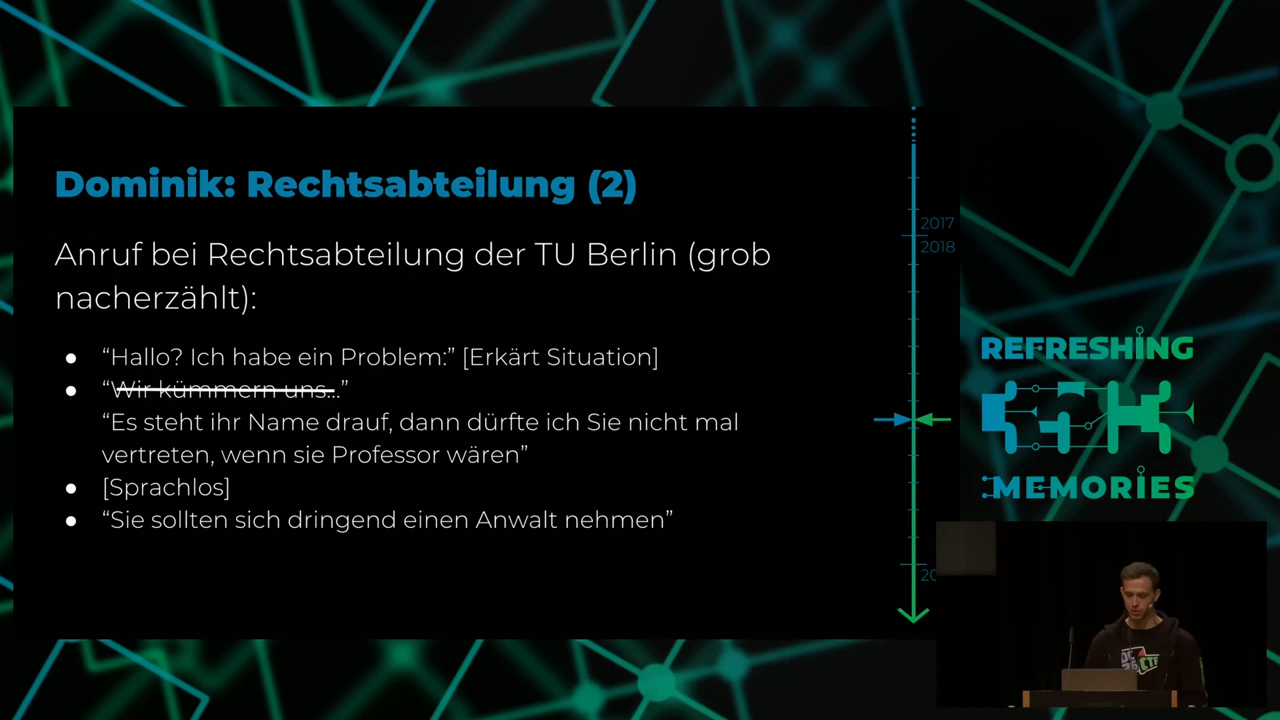 Dominik: Rechtsabteilung (2)
Anruf bei Rechtsabteilung der TU Berlin (grob
nacherzählt):
● “Hallo? Ich habe ein Problem:” [Erkärt Situation]
● “Wir kümmern uns...”
“Es steht ihr Name drauf, dann dürfte ich Sie nicht mal
vertreten, wenn sie Professor wären”
● [Sprachlos]
● “Sie sollten sich dringend einen Anwalt nehmen”
2017
2018
20
REFRESHING
MEMORIES